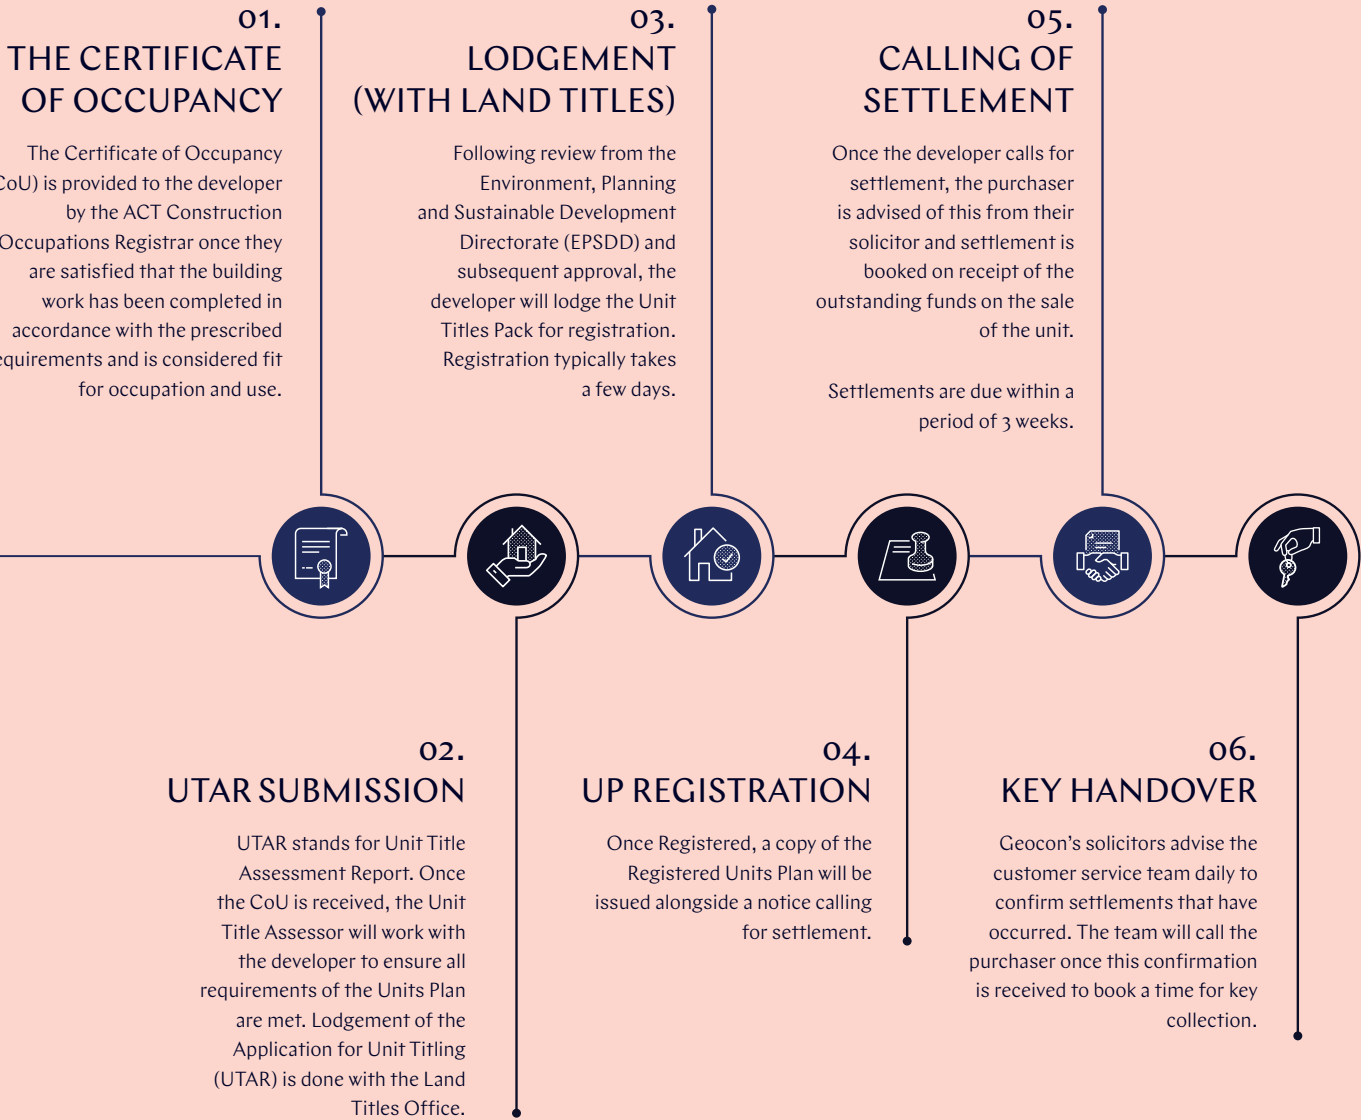 01.
THE CERTIFICATE
OF OCCUPANCY
The Certificate of Occupancy
CoU) is provided to the developer
by the ACT Construction
Occupations Registrar once they
are satisfied that the building
work has been completed in
accordance with the prescribed
equirements and is considered fit
for occupation and use.
02.
UTAR SUBMISSION
UTAR stands for Unit Title
Assessment Report. Once
the CoU is received, the Unit
Title Assessor will work with
the developer to ensure all
requirements of the Units Plan
are met. Lodgement of the
Application for Unit Titling
(UTAR) is done with the Land
Titles Office.
03.
LODGEMENT
(WITH LAND TITLES)
Following review from the
Environment, Planning
and Sustainable Development
Directorate (EPSDD) and
subsequent approval, the
developer will lodge the Unit
Titles Pack for registration.
Registration typically takes
a few days.
04.
UP REGISTRATION
Once Registered, a copy of the
Registered Units Plan will be
issued alongside a notice calling
for settlement.
05.
CALLING OF
SETTLEMENT
Once the developer calls for
settlement, the purchaser
is advised of this from their
solicitor and settlement is
booked on receipt of the
outstanding funds on the sale
of the unit.
Settlements are due within a
period of 3 weeks.
06.
KEY HANDOVER
Geocon’s solicitors advise the
customer service team daily to
confirm settlements that have
occurred. The team will call the
purchaser once this confirmation
is received to book a time for key
collection.